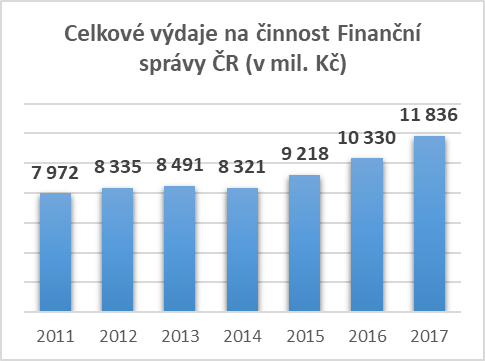 Celkové výdaje na činnost Finanční
správy ČR (v mil. Kč)
7 972 8 335 8 491 8 321 9 218 10 330 11 836
2011 2012 2013 2014 2015 2016 2017